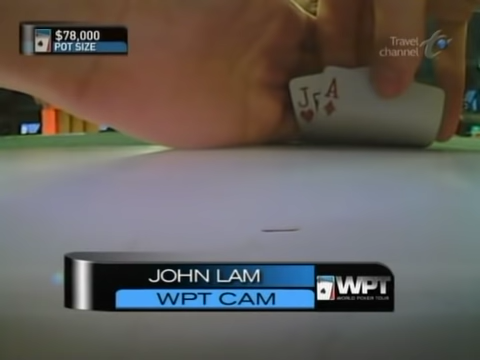 $78,000
POT SIZE
Travel
channel
J A
JOHN LAM
WPT CAM
WPT
WORLD POKER TOUR